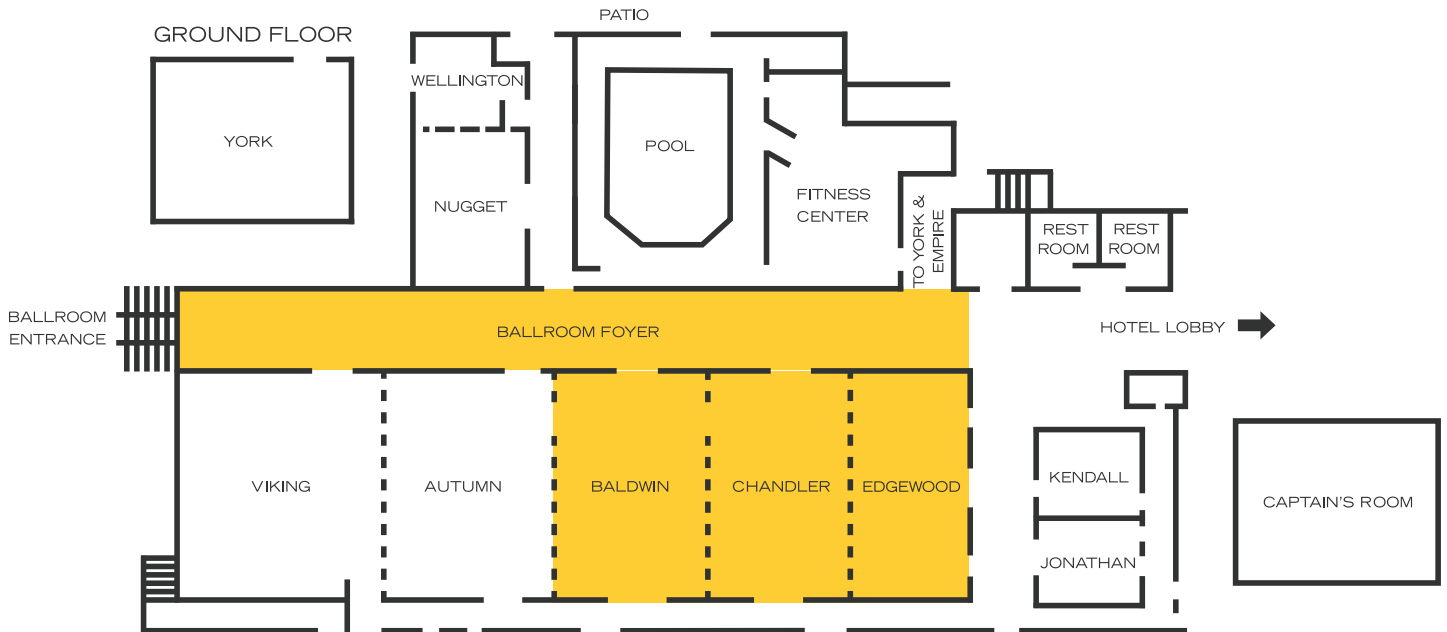 PATIO
GROUND FLOOR
WELLINGTON
YORK
POOL
NUGGET
FITNESS
CENTER
TO YORK &
EMPIRE
REST
ROOM
REST
ROOM
BALLROOM
ENTRANCE
BALLROOM FOYER
HOTEL LOBBY
VIKING
AUTUMN
BALDWIN
CHANDLER
EDGEWOOD
KENDALL
CAPTAIN'S ROOM
JONATHAN